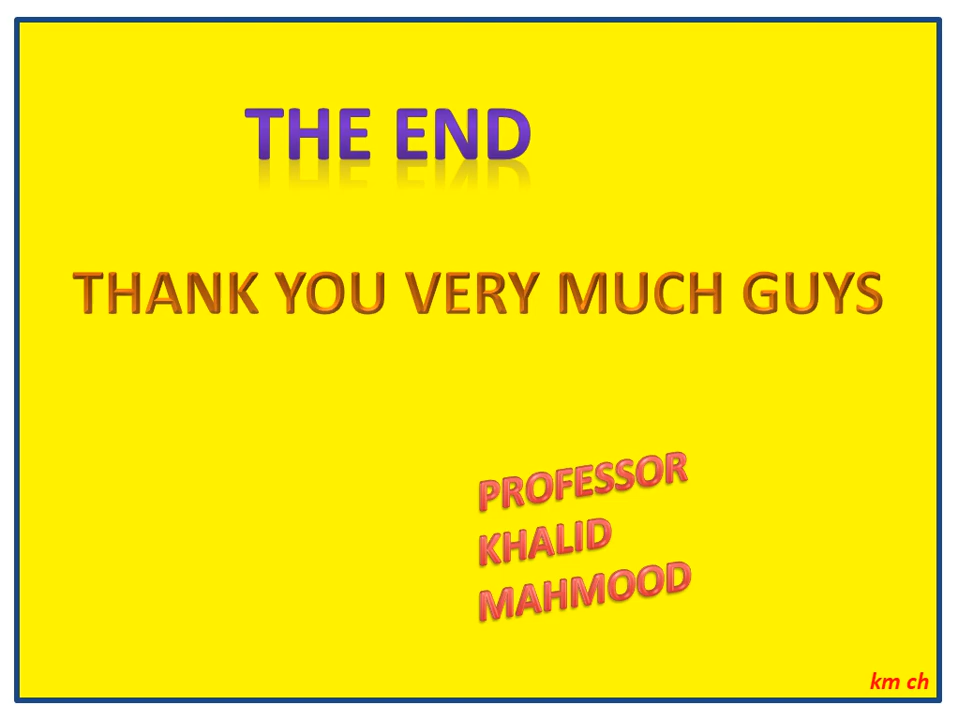 THE END
THANK YOU VERY MUCH GUYS
PROFESSOR
KHALID
MAHMOOD
km ch